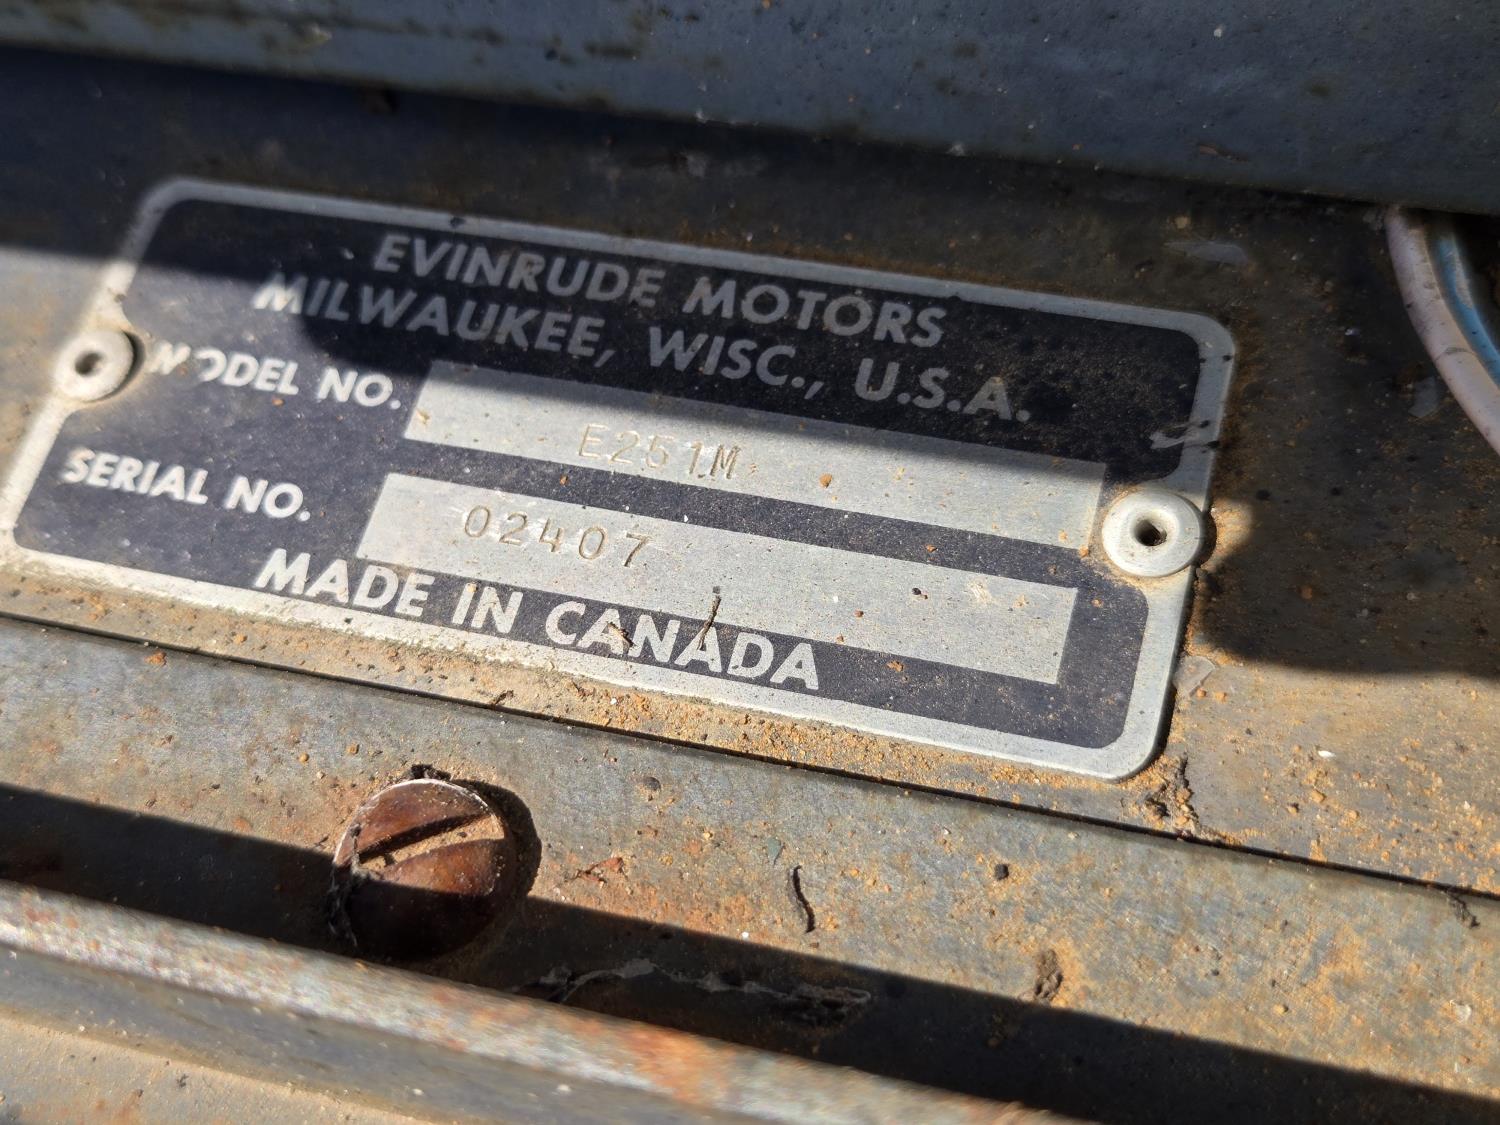 EVINRUDE MOTORS
MILWAUKEE, WISC., U.S.A.
MODEL NO. E251M
SERIAL NO. 02407
MADE IN CANADA